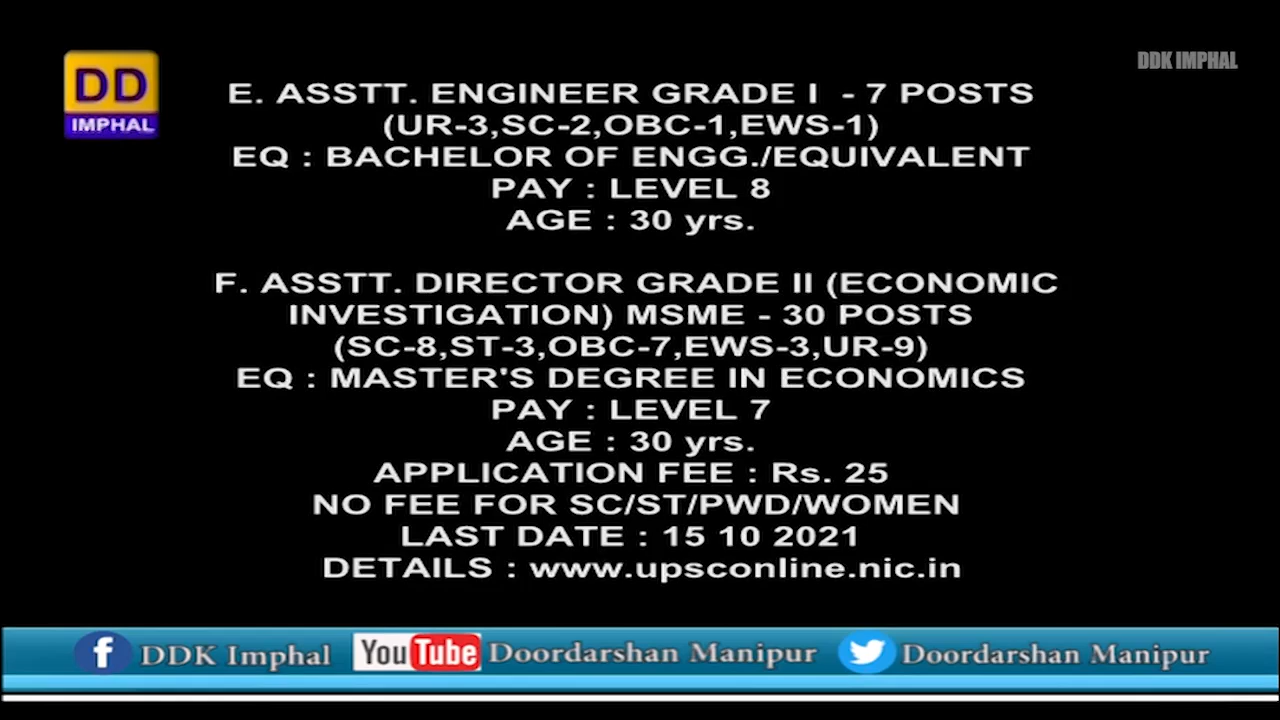 DD
IMPHAL
DDK IMPHAL
E. ASSTT. ENGINEER GRADE I - 7 POSTS
(UR-3,SC-2,OBC-1,EWS-1)
EQ : BACHELOR OF ENGG./EQUIVALENT
PAY : LEVEL 8
AGE : 30 yrs.
F. ASSTT. DIRECTOR GRADE II (ECONOMIC
INVESTIGATION) MSME - 30 POSTS
(SC-8,ST-3,OBC-7,EWS-3,UR-9)
EQ : MASTER'S DEGREE IN ECONOMICS
PAY : LEVEL 7
AGE : 30 yrs.
APPLICATION FEE : Rs. 25
NO FEE FOR SC/ST/PWD/WOMEN
LAST DATE : 15 10 2021
DETAILS : www.upsconline.nic.in
f DDK Imphal YouTube Doordarshan Manipur Doordarshan Manipur